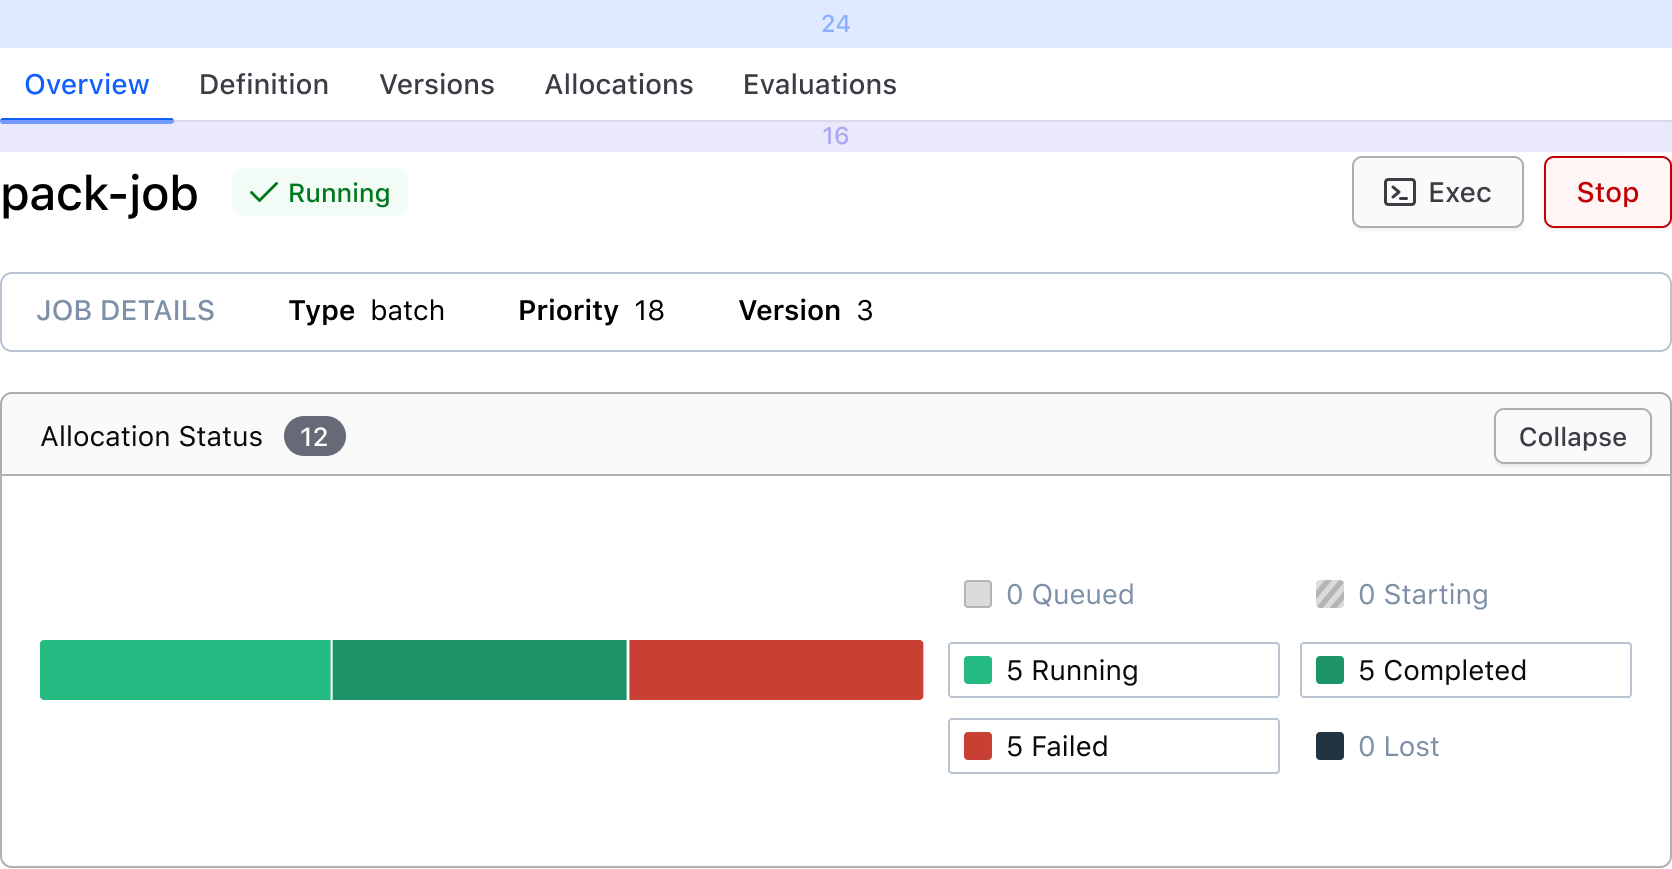 24
Overview Definition Versions Allocations Evaluations
16
pack-job Running Exec Stop
JOB DETAILS Type batch Priority 18 Version 3
Allocation Status 12 Collapse
0 Queued 0 Starting
5 Running 5 Completed
5 Failed 0 Lost